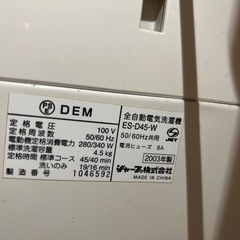 PSE DEM
全自動電気洗濯機
ES-D45-W
50/60Hz共用
電流ヒューズ 8A
JET
定格電圧 100 V
定格周波数 50/60 Hz
電動機定格消費電力 280/340 W
標準洗濯容量 4.5 kg
定格時間 標準コース 45/40 min
洗いのみ 19/16 min
製造番号 1046592
2003年製
シャープ株式会社
MADE IN CHINA